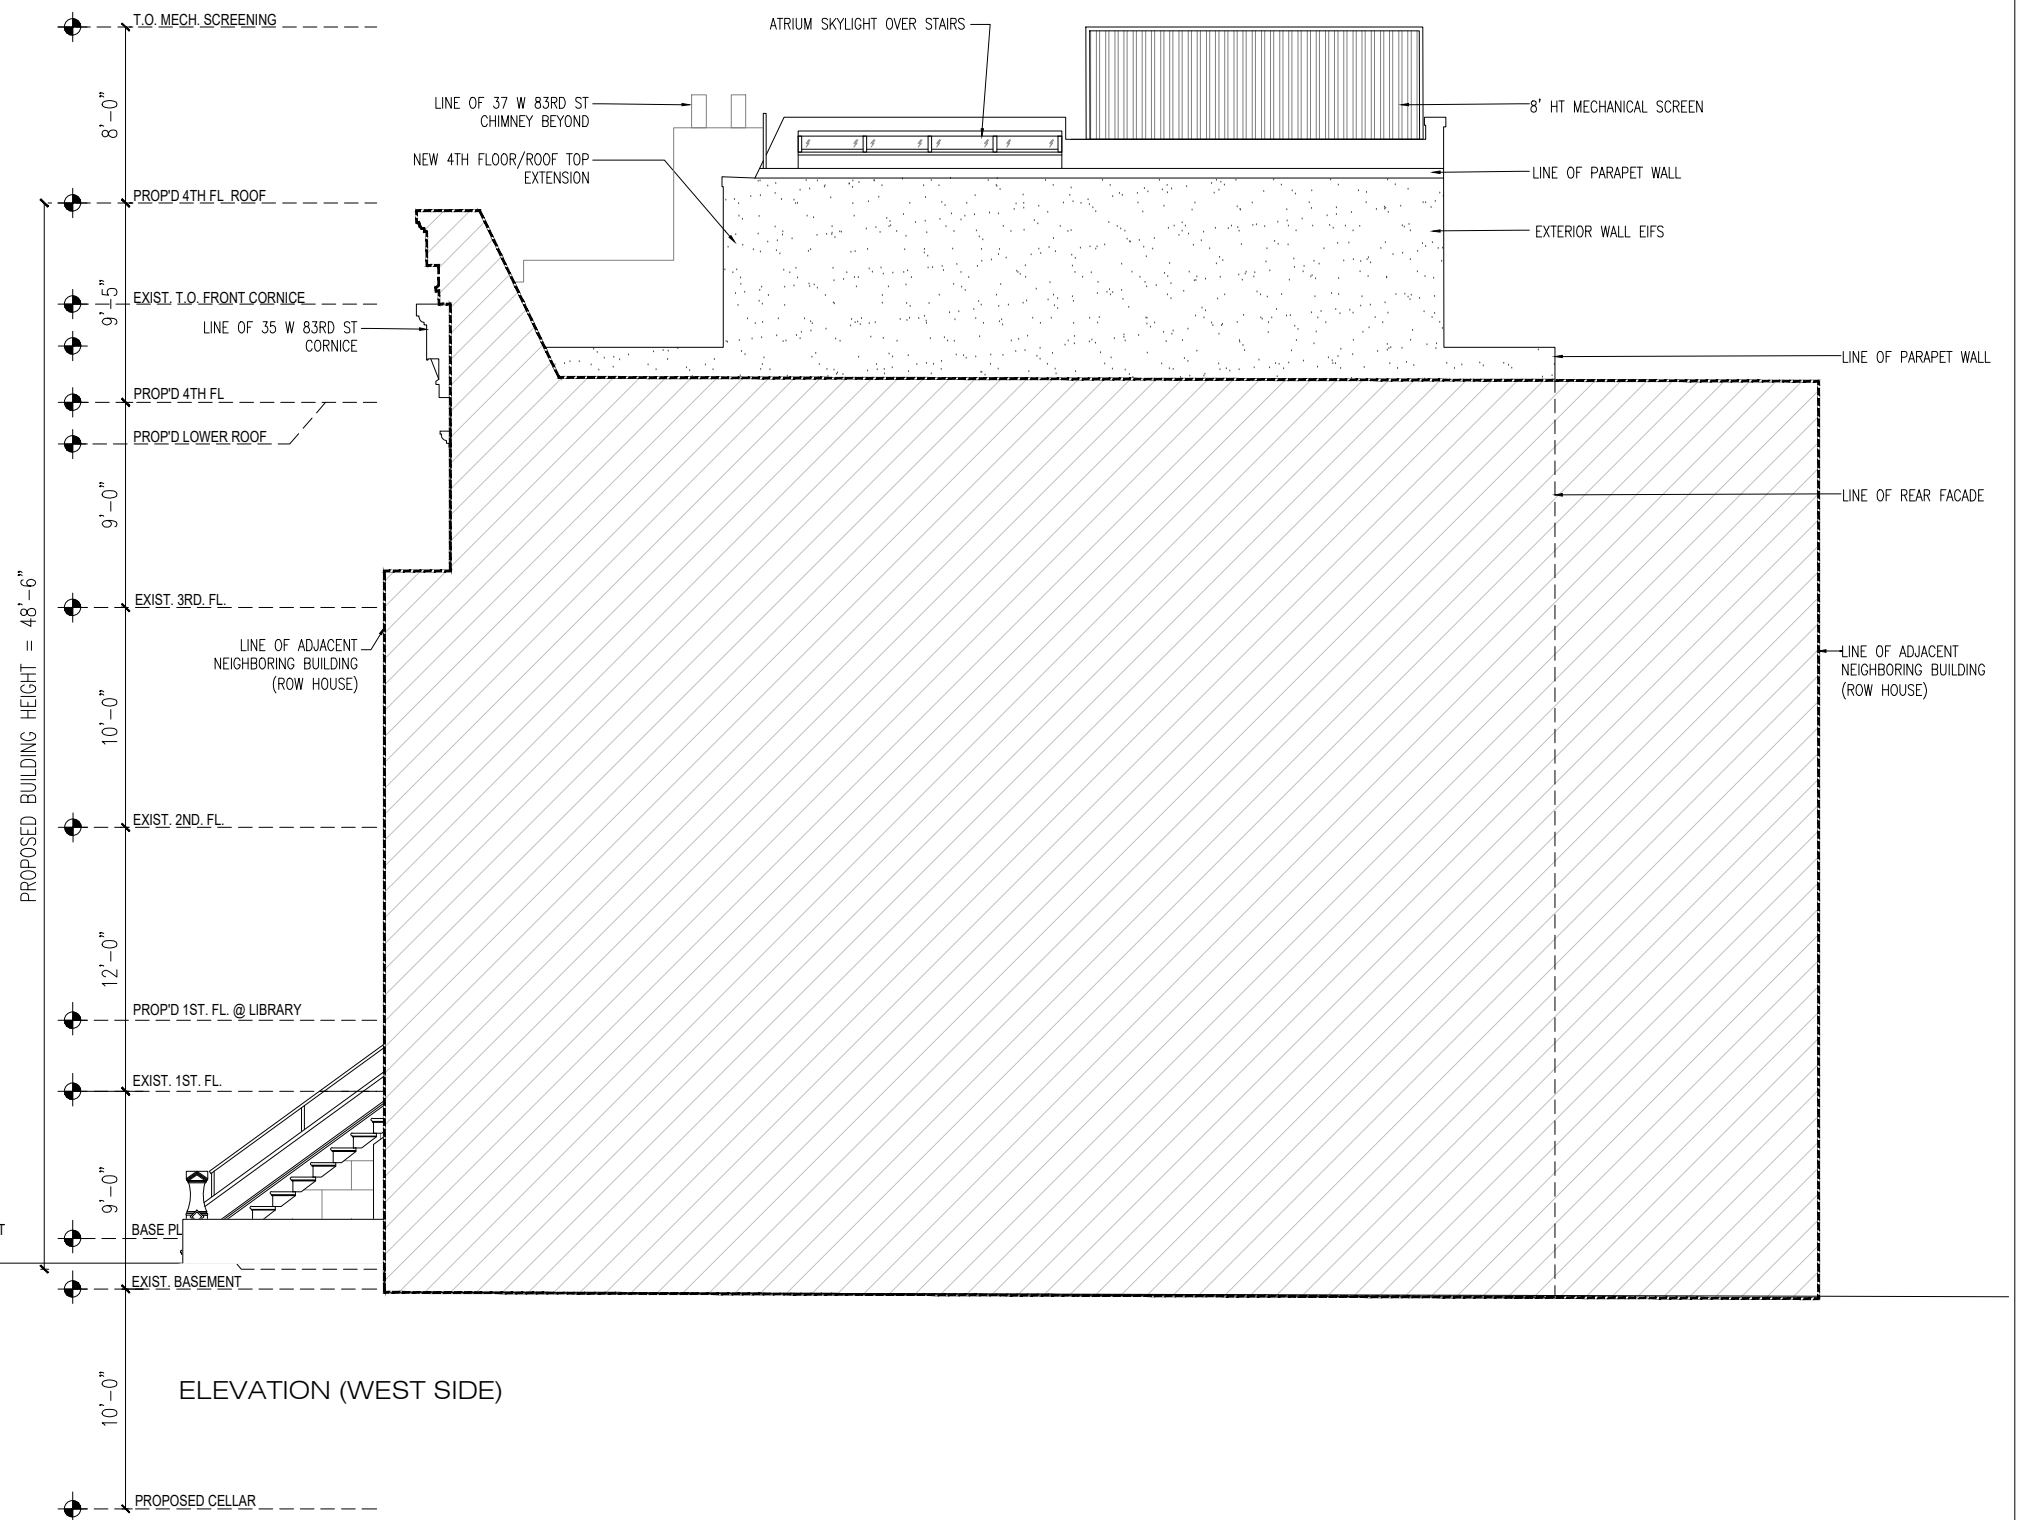 T.O. MECH. SCREENING
ATRIUM SKYLIGHT OVER STAIRS
8'-0"
LINE OF 37 W 83RD ST
CHIMNEY BEYOND
8' HT MECHANICAL SCREEN
NEW 4TH FLOOR/ROOF TOP
EXTENSION
LINE OF PARAPET WALL
PROP'D 4TH FL ROOF
EXTERIOR WALL EIFS
9'-5"
EXIST. T.O. FRONT CORNICE
LINE OF 35 W 83RD ST
CORNICE
LINE OF PARAPET WALL
PROP'D 4TH FL
PROP'D LOWER ROOF
9'-0"
LINE OF REAR FACADE
PROPOSED BUILDING HEIGHT = 48'-6"
EXIST. 3RD. FL.
LINE OF ADJACENT
NEIGHBORING BUILDING
(ROW HOUSE)
LINE OF ADJACENT
NEIGHBORING BUILDING
(ROW HOUSE)
10'-0"
EXIST. 2ND. FL.
12'-0"
PROP'D 1ST. FL. @ LIBRARY
EXIST. 1ST. FL.
9'-0"
T
BASE PL
EXIST. BASEMENT
10'-0"
ELEVATION (WEST SIDE)
PROPOSED CELLAR